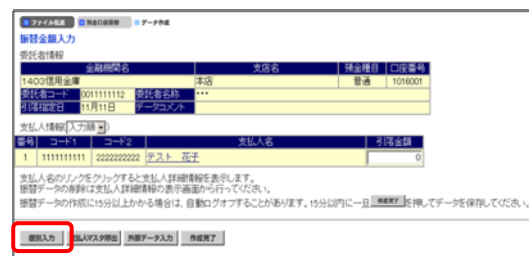 ファイル伝送 預金口座振替 データ作成
振替金額入力
委託者情報
金融機関名 支店名 預金種目 口座番号
1403信用金庫 本店 普通 1016001
委託者コード 0011111112 委託者名称 ***
引落指定日 11月11日 データコメント
支払人情報(入力順)
番号 コード1 コード2 支払人名 引落金額
1 1111111111 2222222222 テスト 花子 0
支払人名のリンクをクリックすると支払人詳細情報を表示します。
振替データの削除は支払人詳細情報の表示画面から行ってください。
振替データの作成に15分以上かかる場合は、自動ログオフすることがあります。15分以内に一旦 作成完了 を押してデータを保存してください。
個別入力 支払人マスタ呼出 外部データ入力 作成完了